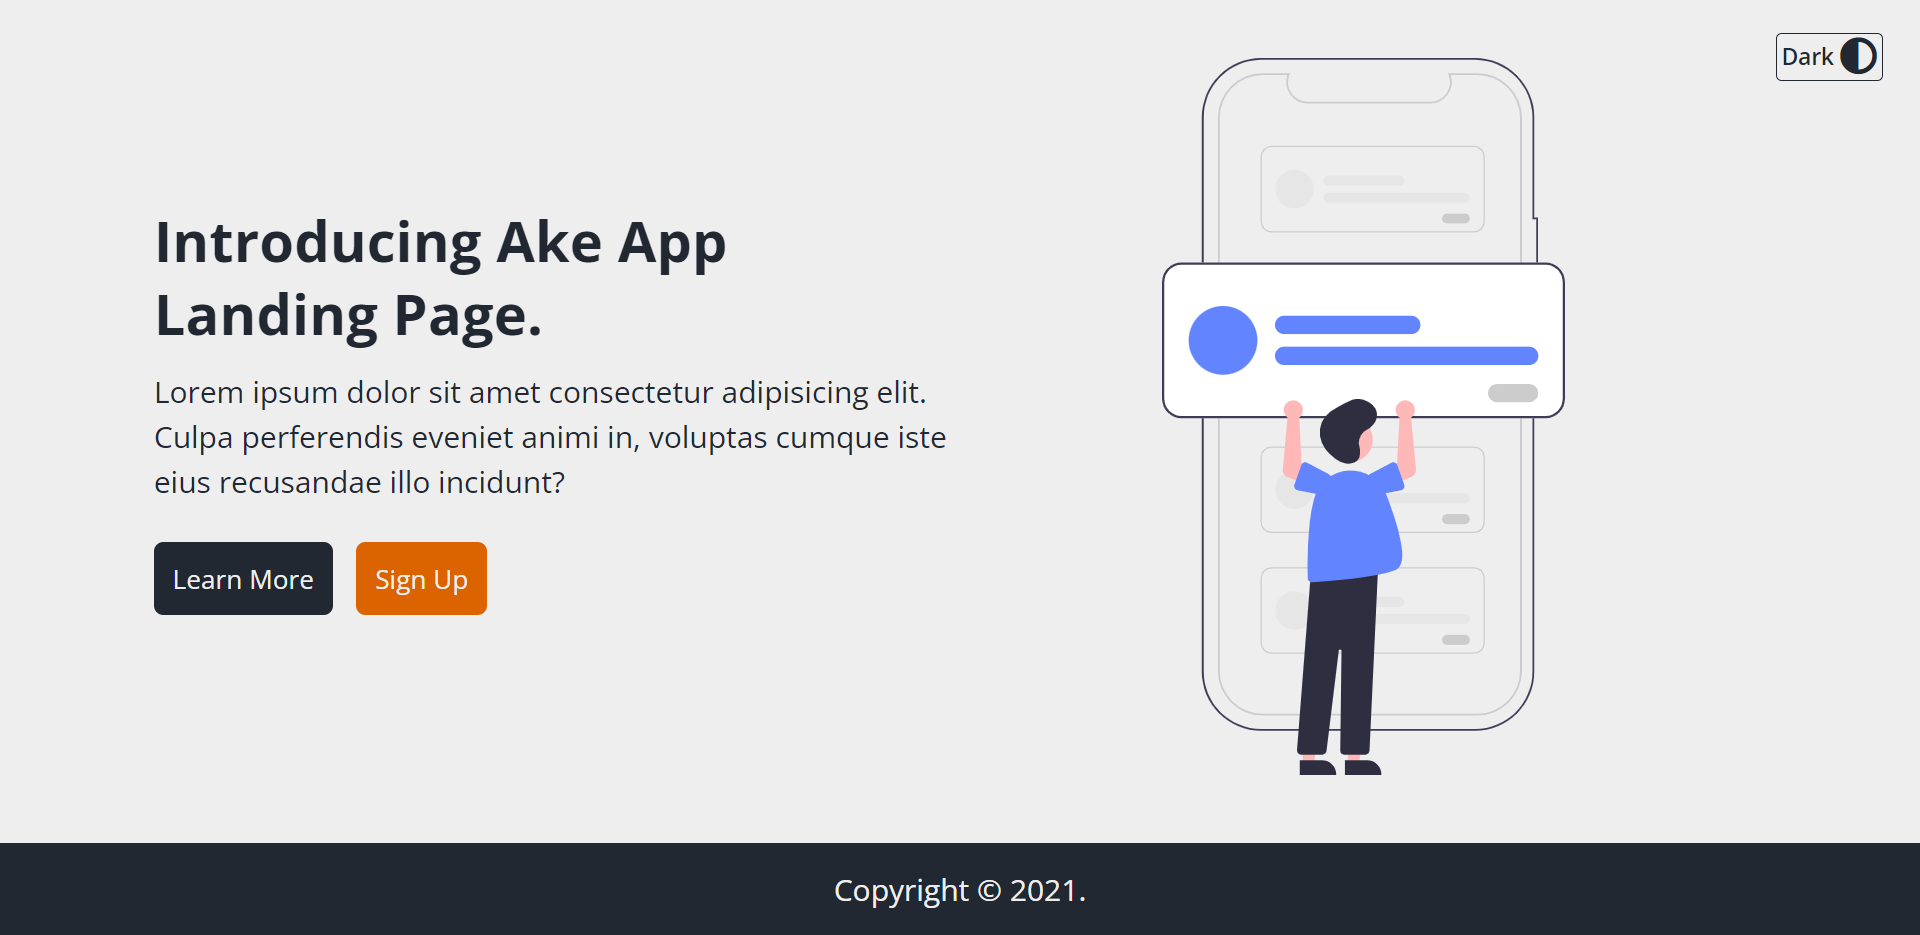 Dark
Introducing Ake App
Landing Page.
Lorem ipsum dolor sit amet consectetur adipisicing elit.
Culpa perferendis eveniet animi in, voluptas cumque iste
eius recusandae illo incidunt?
Learn More
Sign Up
Copyright © 2021.